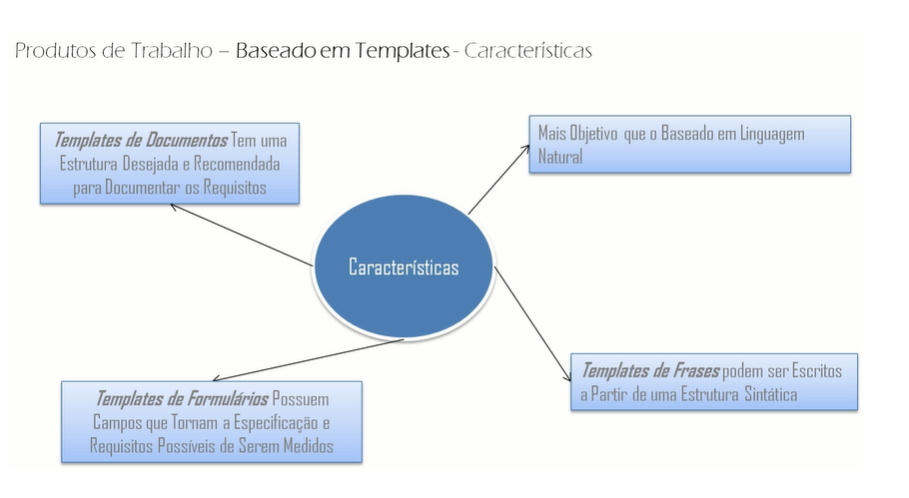 Produtos de Trabalho – Baseado em Templates - Características
Templates de Documentos Tem uma
Estrutura Desejada e Recomendada
para Documentar os Requisitos
Mais Objetivo que o Baseado em Linguagem
Natural
Características
Templates de Frases podem ser Escritos
a Partir de uma Estrutura Sintática
Templates de Formulários Possuem
Campos que Tornam a Especificação e
Requisitos Possíveis de Serem Medidos